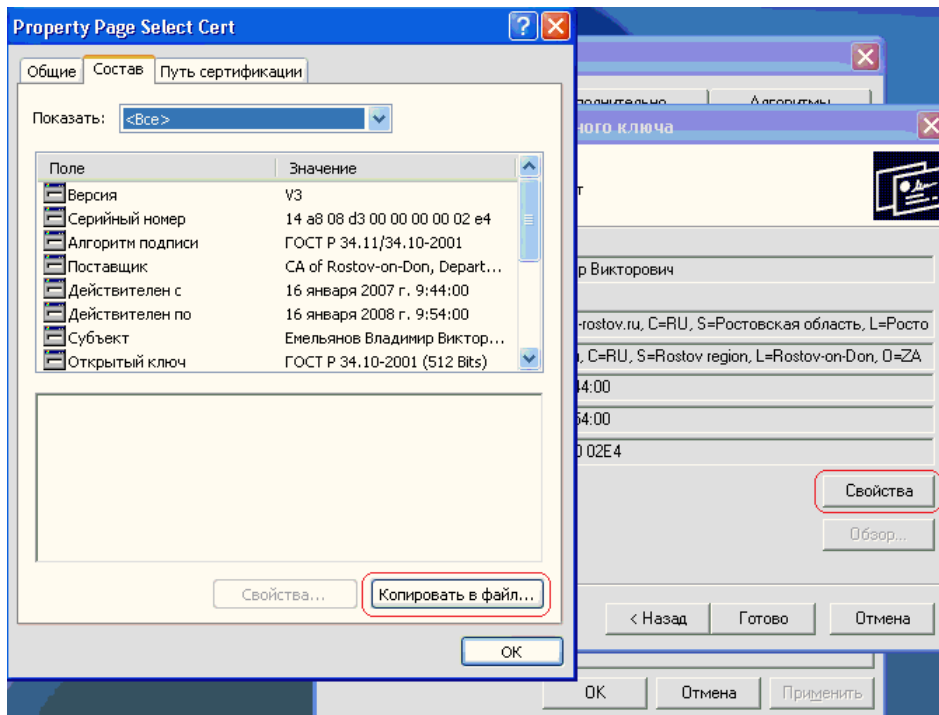 Property Page Select Cert
Общие Состав Путь сертификации
Показать: <Все>
Поле Значение
Версия V3
Серийный номер 14 a8 08 d3 00 00 00 00 02 e4
Алгоритм подписи ГОСТ Р 34.11/34.10-2001
Поставщик CA of Rostov-on-Don, Depart...
Действителен с 16 января 2007 г. 9:44:00
Действителен по 16 января 2008 г. 9:54:00
Субъект Емельянов Владимир Виктор...
Открытый ключ ГОСТ Р 34.10-2001 (512 Bits)
Свойства... Копировать в файл...
OK
Алгоритмы
ного ключа
т
р Викторович
-rostov.ru, C=RU, S=Ростовская область, L=Росто
, C=RU, S=Rostov region, L=Rostov-on-Don, O=ZA
44:00
54:00
0 02E4
Свойства
Обзор...
< Назад Готово Отмена
OK Отмена Применить